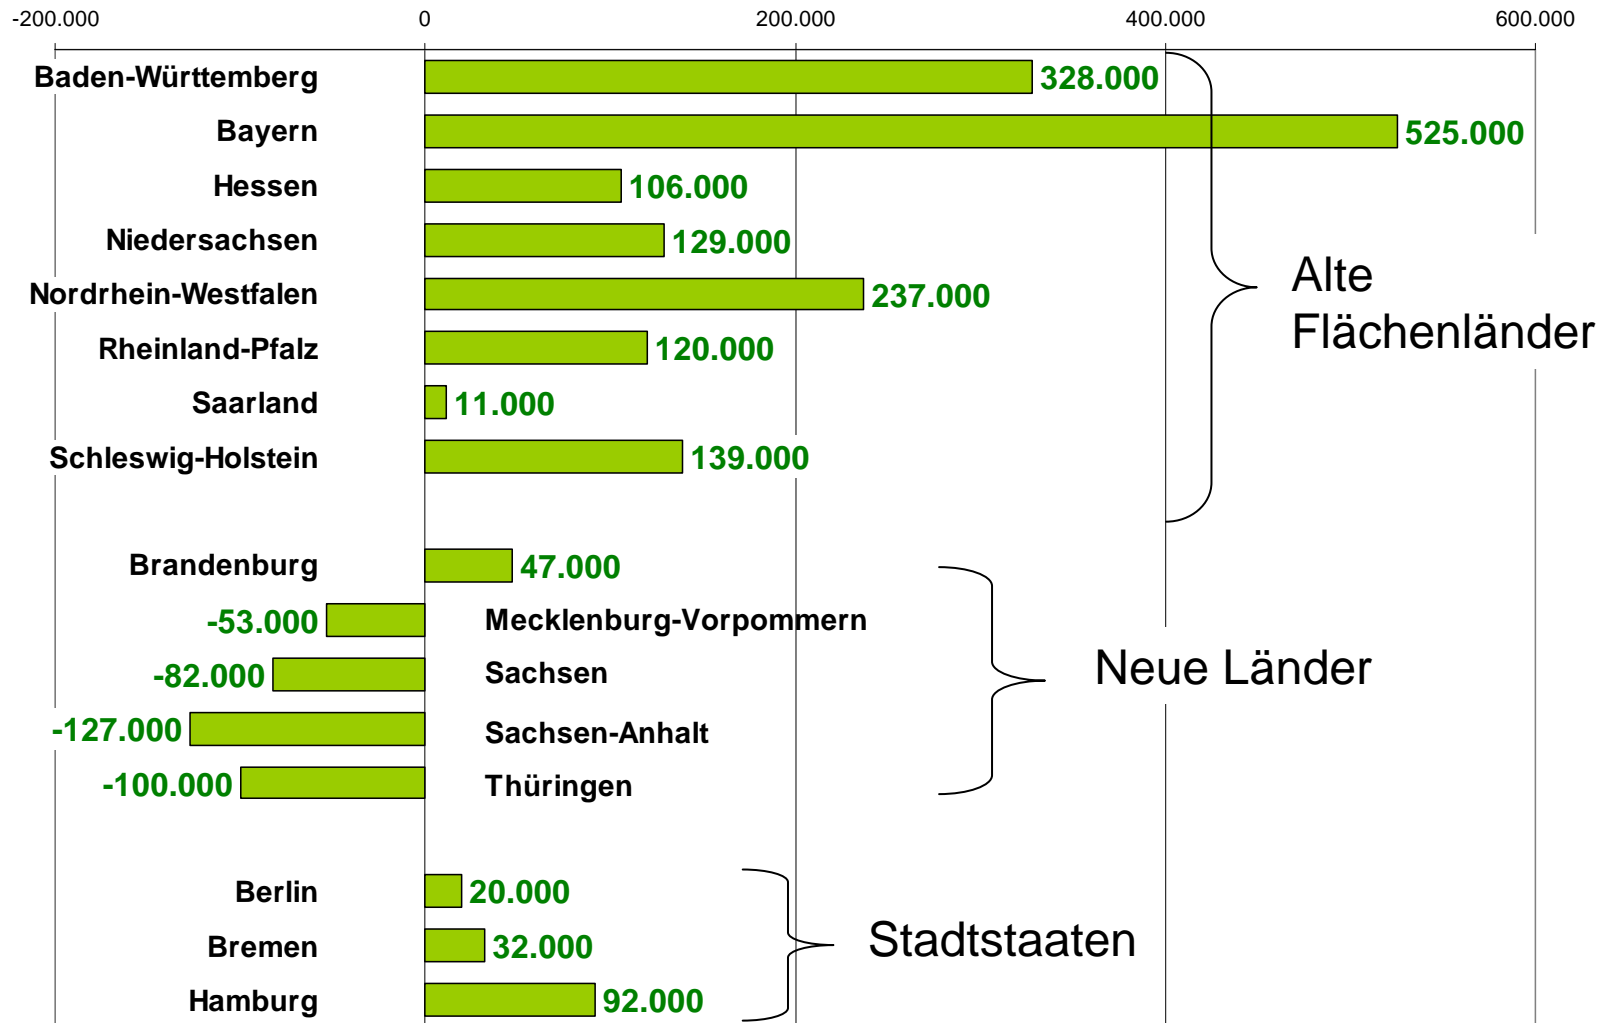 -200.000 0 200.000 400.000 600.000
Baden-Württemberg 328.000
Bayern 525.000
Hessen 106.000
Niedersachsen 129.000
Nordrhein-Westfalen 237.000
Rheinland-Pfalz 120.000
Saarland 11.000
Schleswig-Holstein 139.000
Alte
Flächenländer
Brandenburg 47.000
-53.000 Mecklenburg-Vorpommern
-82.000 Sachsen
-127.000 Sachsen-Anhalt
-100.000 Thüringen
Neue Länder
Berlin 20.000
Bremen 32.000
Hamburg 92.000
Stadtstaaten